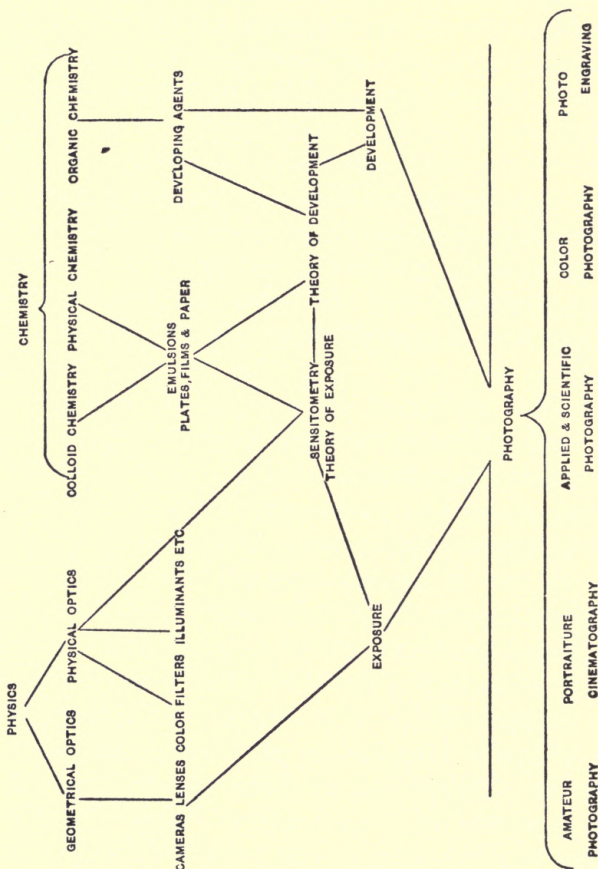 PHYSICS
CHEMISTRY
GEOMETRICAL OPTICS
PHYSICAL OPTICS
COLLOID CHEMISTRY
PHYSICAL CHEMISTRY
ORGANIC CHEMISTRY
CAMERAS LENSES COLOR FILTERS ILLUMINANTS ETC.
EMULSIONS
PLATES, FILMS & PAPER
DEVELOPING AGENTS
SENSITOMETRY
THEORY OF EXPOSURE
THEORY OF DEVELOPMENT
EXPOSURE
DEVELOPMENT
PHOTOGRAPHY
AMATEUR
PHOTOGRAPHY
PORTRAITURE
CINEMATOGRAPHY
APPLIED & SCIENTIFIC
PHOTOGRAPHY
COLOR
PHOTOGRAPHY
PHOTO
ENGRAVING